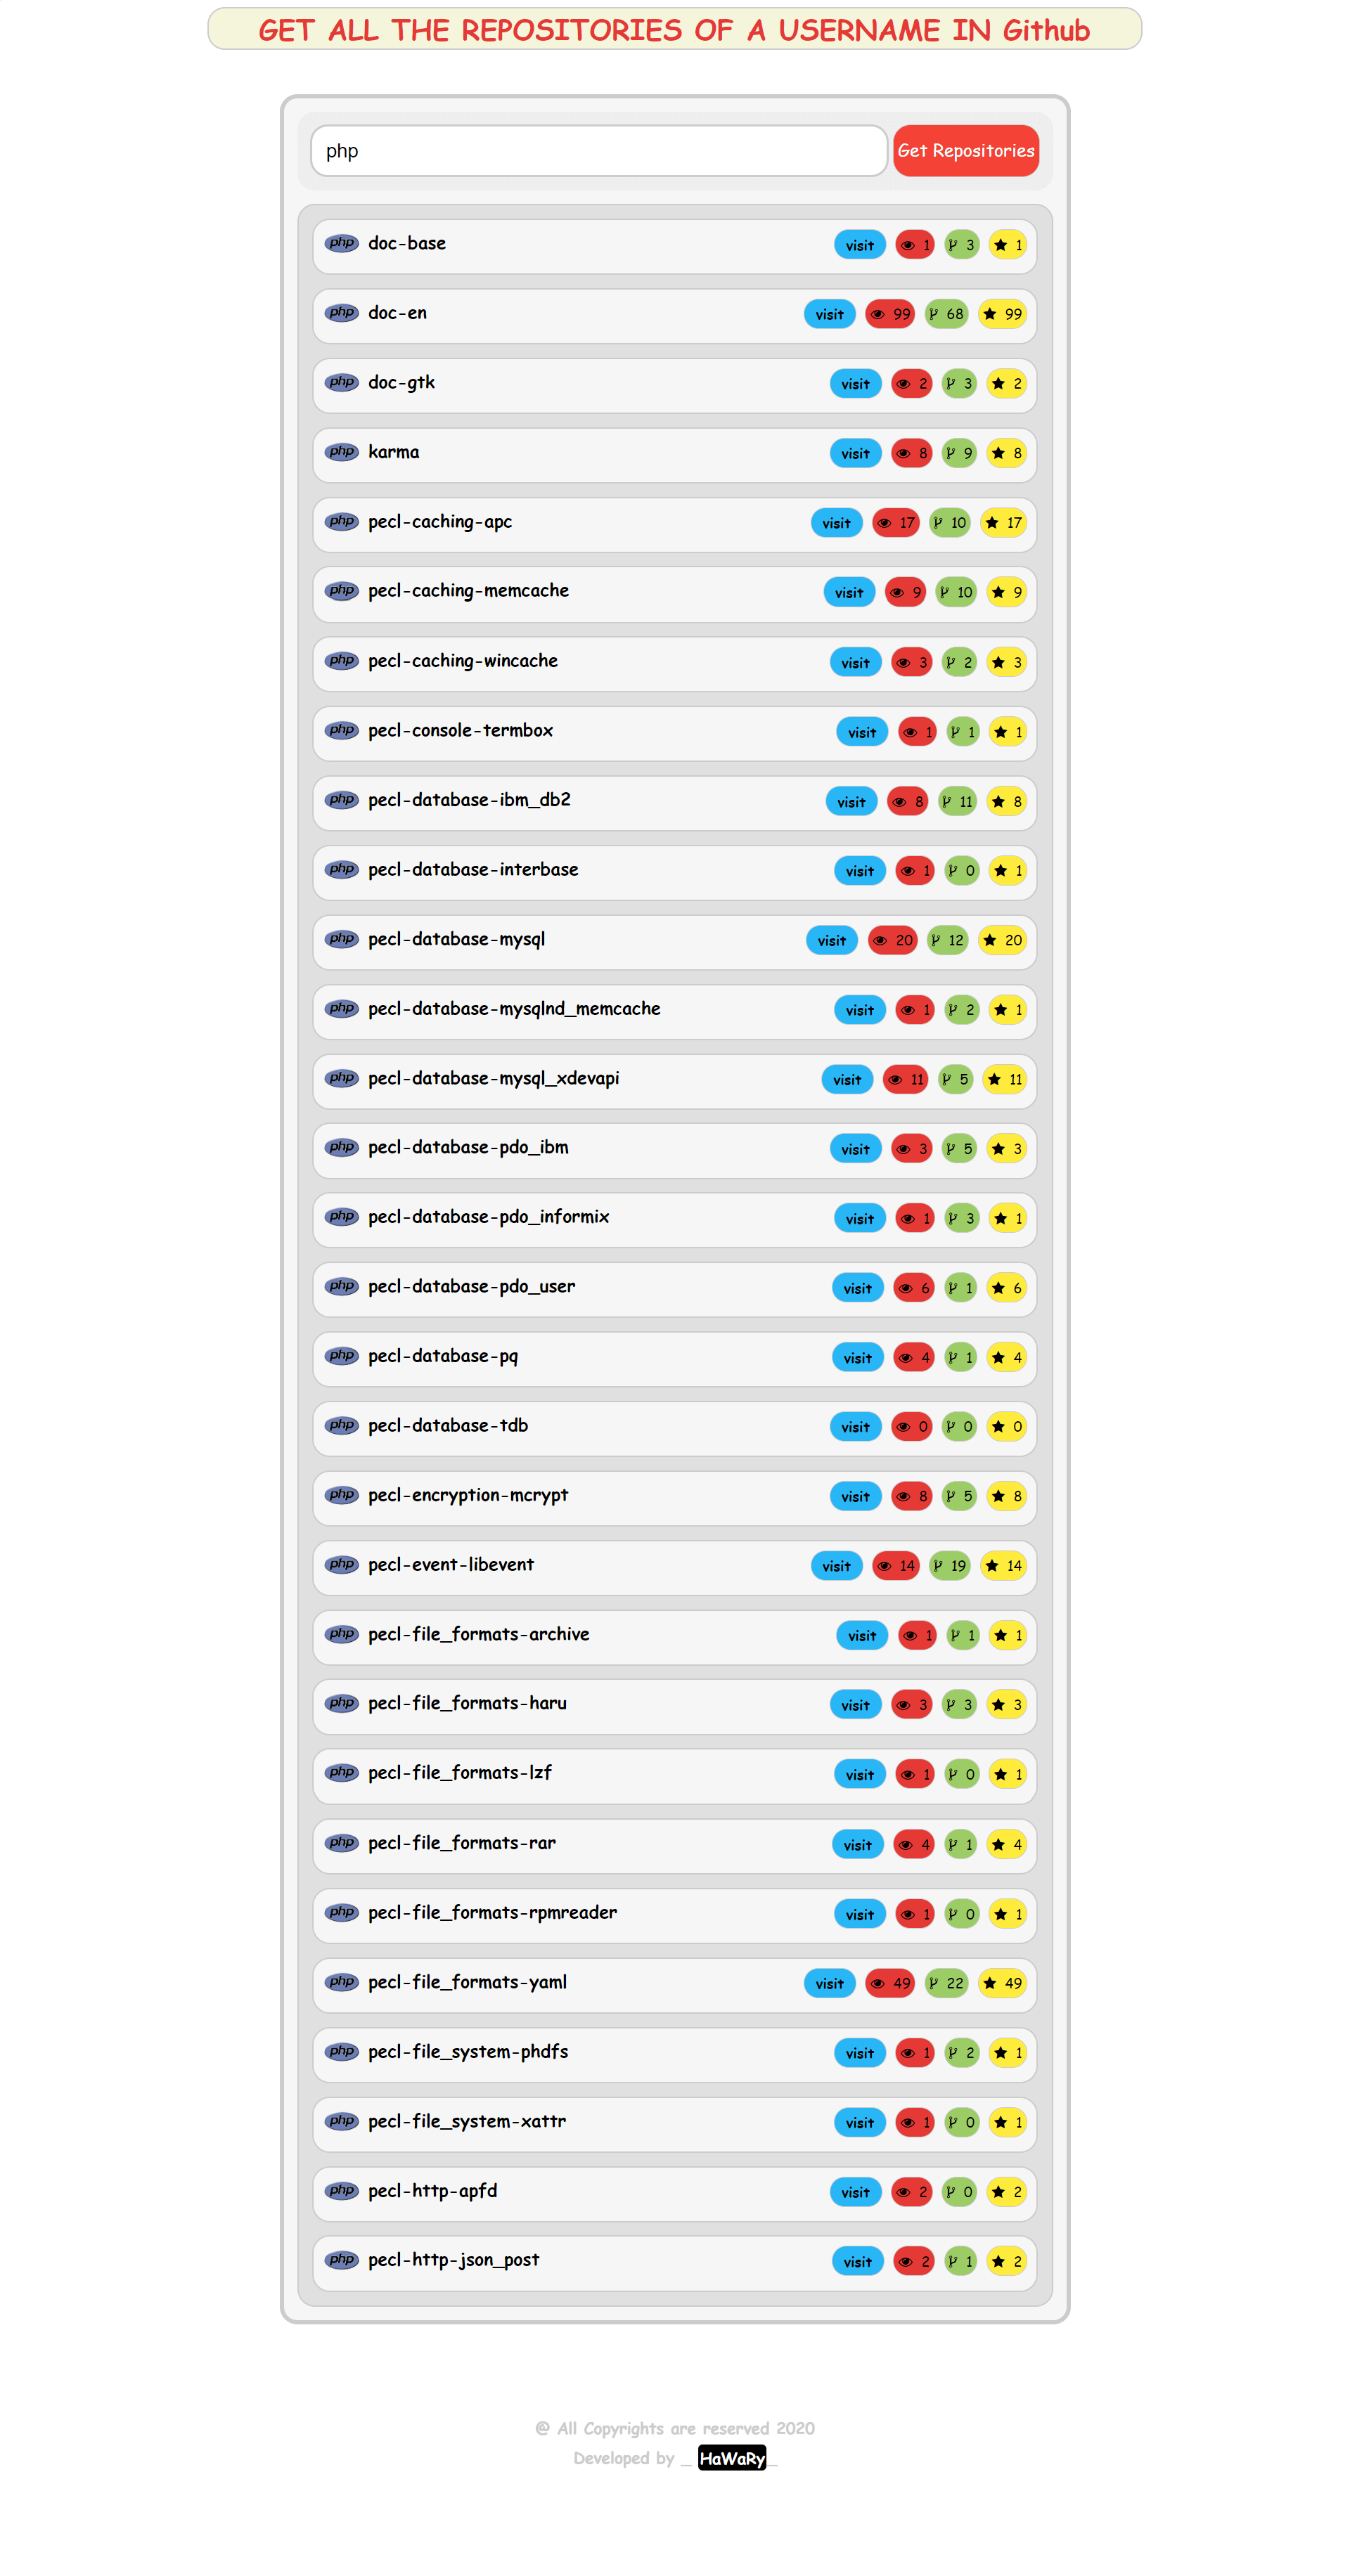 GET ALL THE REPOSITORIES OF A USERNAME IN Github
php Get Repositories
php doc-base visit 1 3 1
php doc-en visit 99 68 99
php doc-gtk visit 2 3 2
php karma visit 8 9 8
php pecl-caching-apc visit 17 10 17
php pecl-caching-memcache visit 9 10 9
php pecl-caching-wincache visit 3 2 3
php pecl-console-termbox visit 1 1 1
php pecl-database-ibm_db2 visit 8 11 8
php pecl-database-interbase visit 1 0 1
php pecl-database-mysql visit 20 12 20
php pecl-database-mysqlnd_memcache visit 1 2 1
php pecl-database-mysql_xdevapi visit 11 5 11
php pecl-database-pdo_ibm visit 3 5 3
php pecl-database-pdo_informix visit 1 3 1
php pecl-database-pdo_user visit 6 1 6
php pecl-database-pq visit 4 1 4
php pecl-database-tdb visit 0 0 0
php pecl-encryption-mcrypt visit 8 5 8
php pecl-event-libevent visit 14 19 14
php pecl-file_formats-archive visit 1 1 1
php pecl-file_formats-haru visit 3 3 3
php pecl-file_formats-lzf visit 1 0 1
php pecl-file_formats-rar visit 4 1 4
php pecl-file_formats-rpmreader visit 1 0 1
php pecl-file_formats-yaml visit 49 22 49
php pecl-file_system-phdfs visit 1 2 1
php pecl-file_system-xattr visit 1 0 1
php pecl-http-apfd visit 2 0 2
php pecl-http-json_post visit 2 1 2
@ All Copyrights are reserved 2020
Developed by _ HaWaRy_